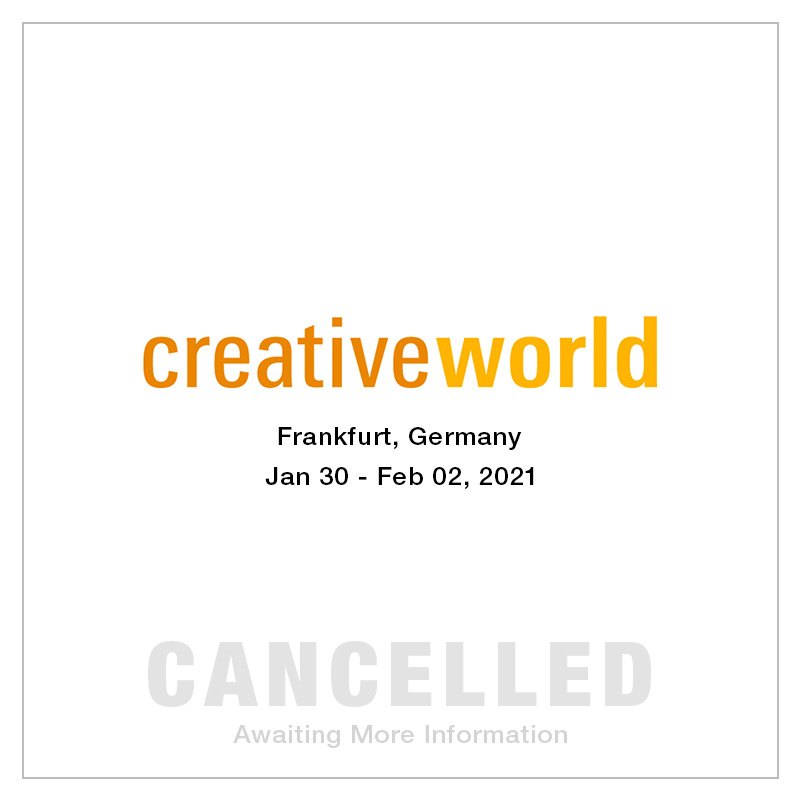 creativeworld
Frankfurt, Germany
Jan 30 - Feb 02, 2021
CANCELLED
Awaiting More Information